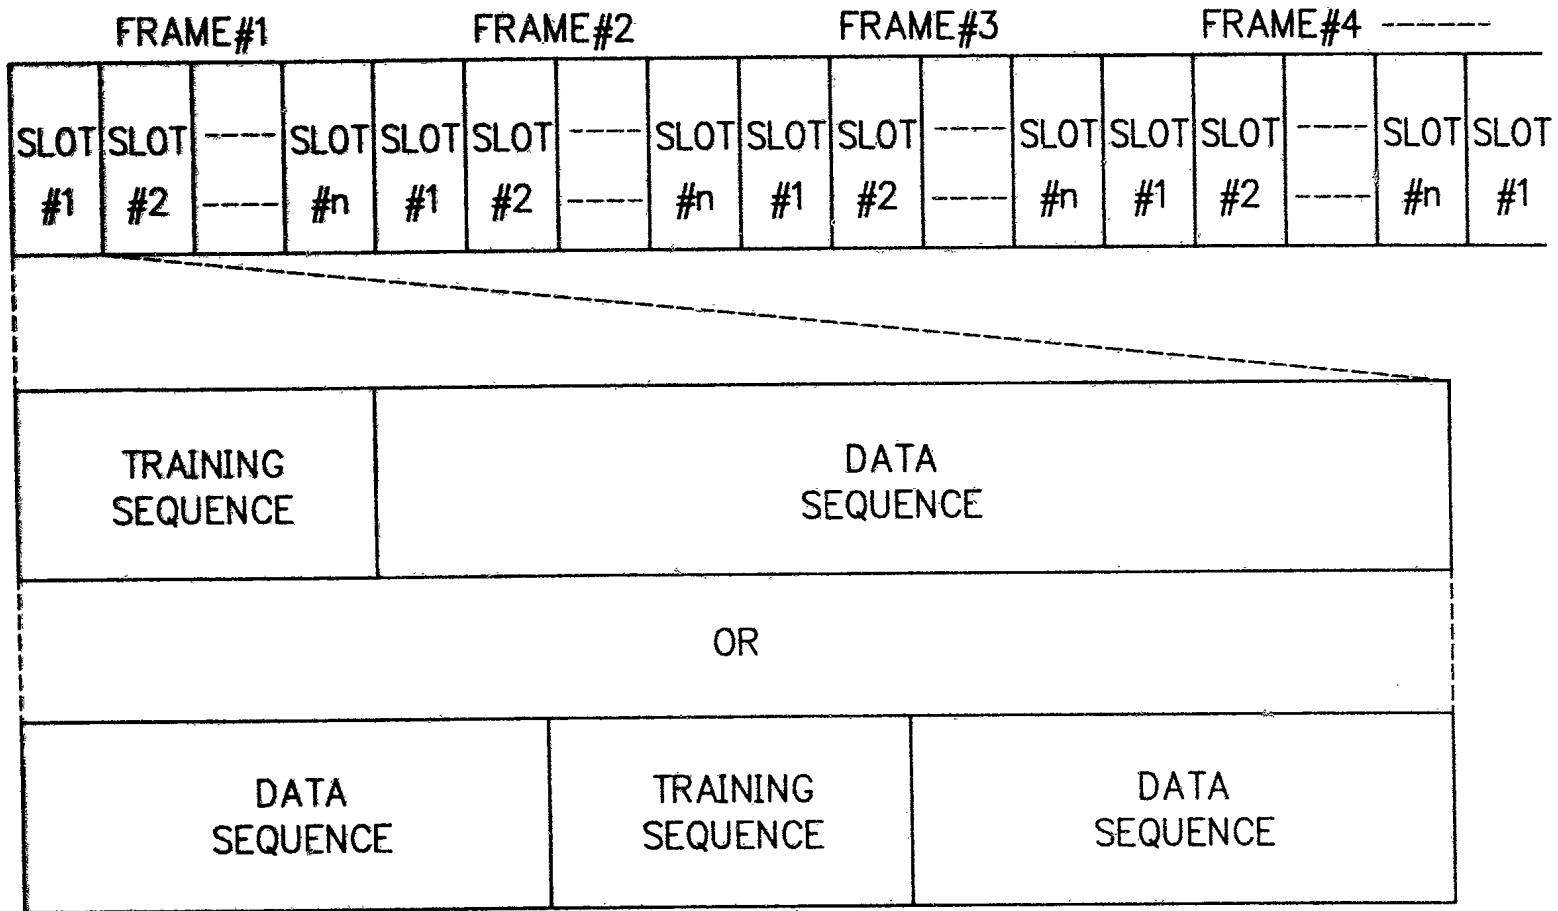 FRAME#1 FRAME#2 FRAME#3 FRAME#4 ------
SLOT SLOT ---- SLOT SLOT SLOT ---- SLOT SLOT SLOT ---- SLOT SLOT SLOT ---- SLOT SLOT
#1 #2 ---- #n #1 #2 ---- #n #1 #2 ---- #n #1 #2 ---- #n #1
TRAINING DATA
SEQUENCE SEQUENCE
OR
DATA TRAINING DATA
SEQUENCE SEQUENCE SEQUENCE